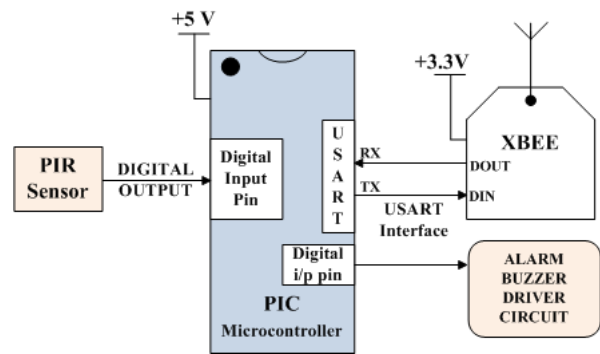 +5 V
+3.3V
XBEE
DOUT
DIN
PIR
Sensor
DIGITAL
OUTPUT
Digital
Input
Pin
U
S
A
R
T
RX
TX
USART
Interface
Digital
i/p pin
PIC
Microcontroller
ALARM
BUZZER
DRIVER
CIRCUIT